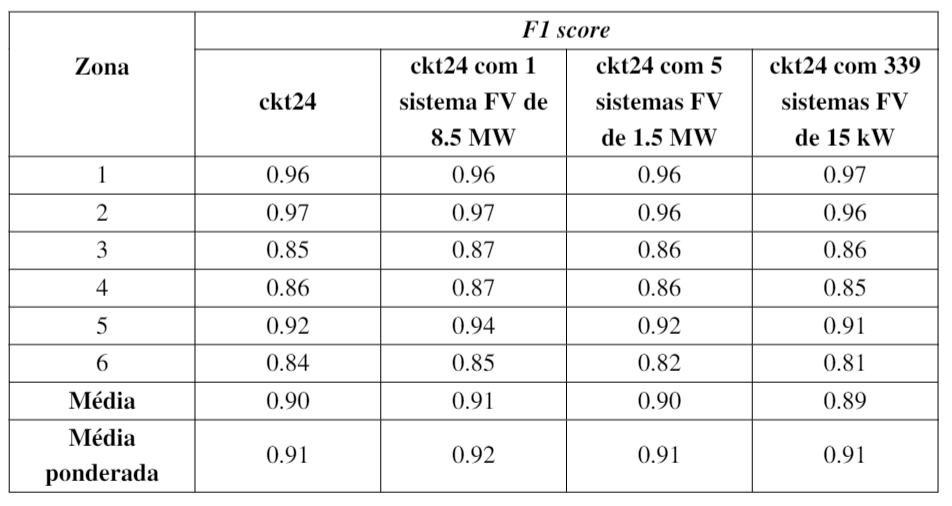 Zona
F1 score
ckt24
ckt24 com 1
sistema FV de
8.5 MW
ckt24 com 5
sistemas FV
de 1.5 MW
ckt24 com 339
sistemas FV
de 15 kW
1 0.96 0.96 0.96 0.97
2 0.97 0.97 0.96 0.96
3 0.85 0.87 0.86 0.86
4 0.86 0.87 0.86 0.85
5 0.92 0.94 0.92 0.91
6 0.84 0.85 0.82 0.81
Média 0.90 0.91 0.90 0.89
Média
ponderada
0.91 0.92 0.91 0.91